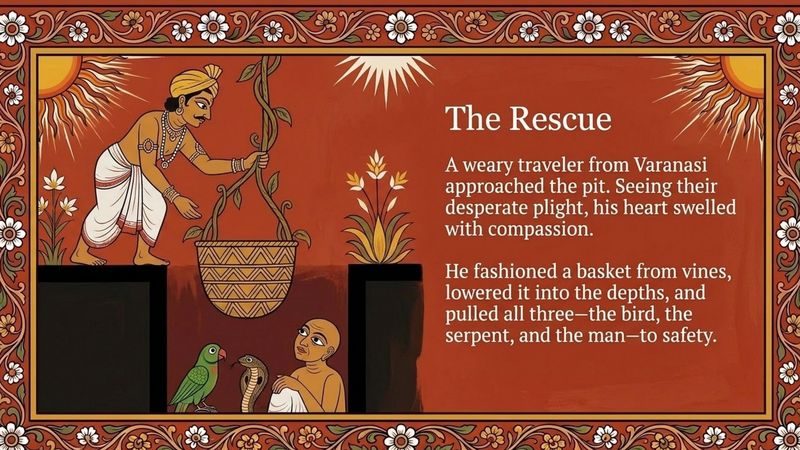 The Rescue
A weary traveler from Varanasi
approached the pit. Seeing their
desperate plight, his heart swelled
with compassion.
He fashioned a basket from vines,
lowered it into the depths, and
pulled all three—the bird, the
serpent, and the man—to safety.